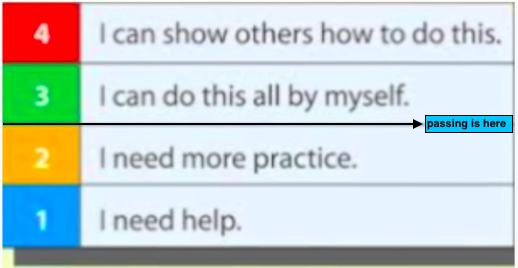 4 I can show others how to do this.
3 I can do this all by myself.
passing is here
2 I need more practice.
1 I need help.